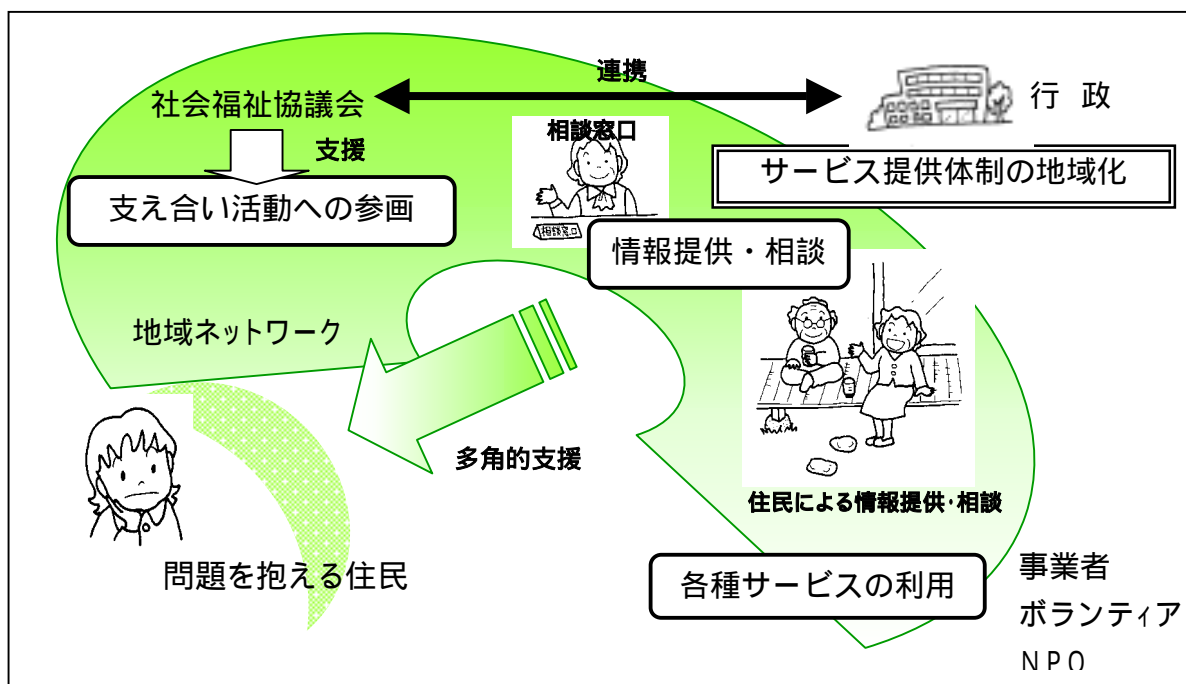 連携
社会福祉協議会
行 政
相談窓口
支援
サービス提供体制の地域化
支え合い活動への参画
相談窓口
情報提供・相談
地域ネットワーク
多角的支援
住民による情報提供・相談
問題を抱える住民
各種サービスの利用
事業者
ボランティア
NPO